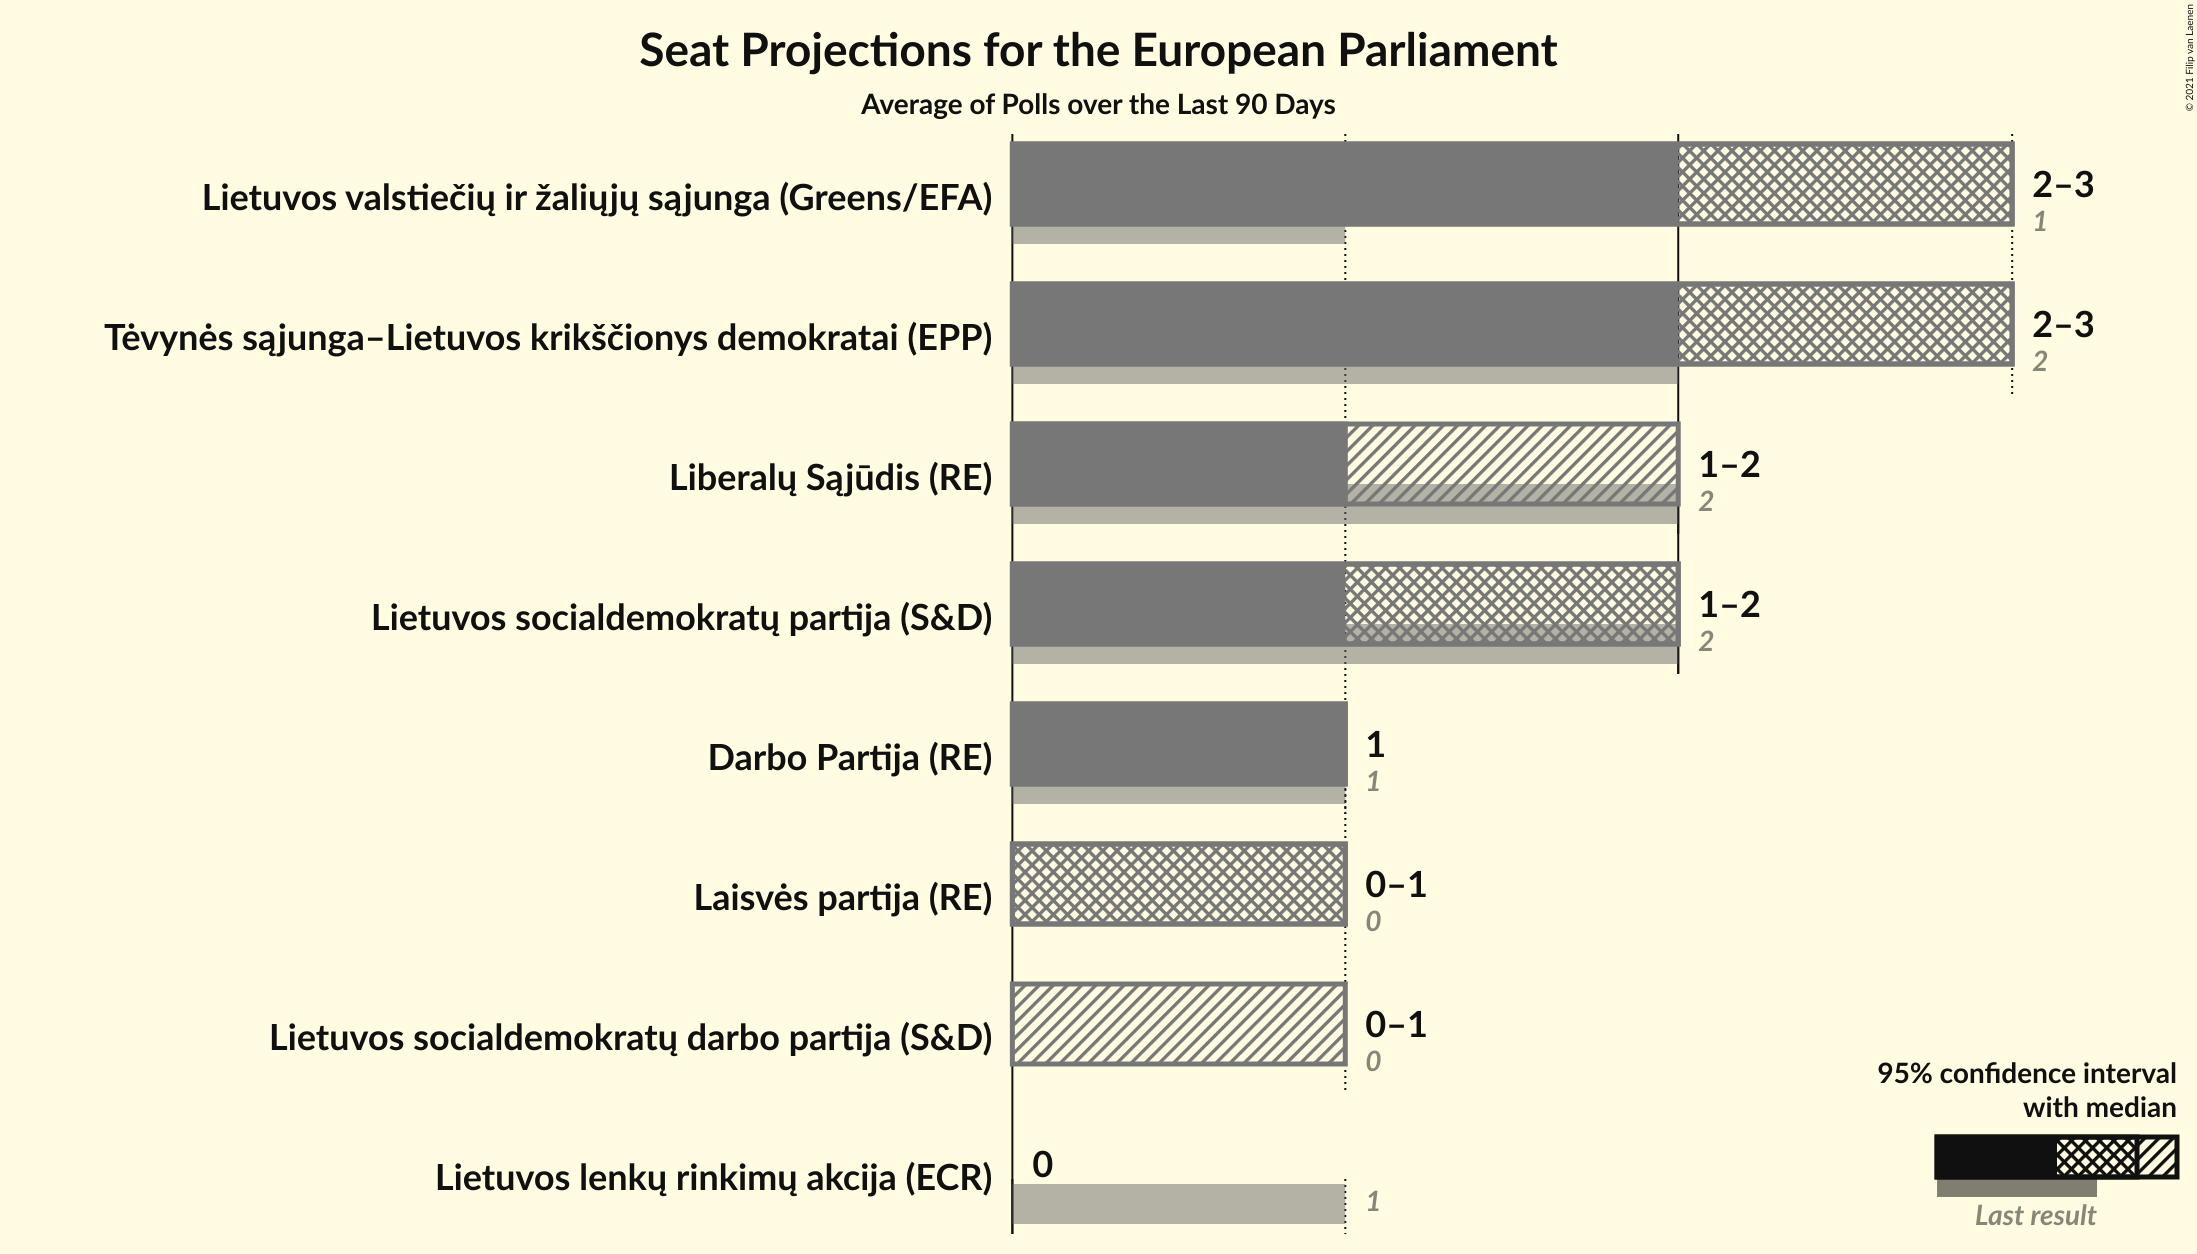 Seat Projections for the European Parliament
Average of Polls over the Last 90 Days
© 2021 Filip van Laenen
Lietuvos valstiečių ir žaliųjų sąjunga (Greens/EFA)
2–3
1
Tėvynės sąjunga–Lietuvos krikščionys demokratai (EPP)
2–3
2
Liberalų Sąjūdis (RE)
1–2
2
Lietuvos socialdemokratų partija (S&D)
1–2
2
Darbo Partija (RE)
1
1
Laisvės partija (RE)
0–1
0
Lietuvos socialdemokratų darbo partija (S&D)
0–1
0
Lietuvos lenkų rinkimų akcija (ECR)
0
1
95% confidence interval
with median
Last result